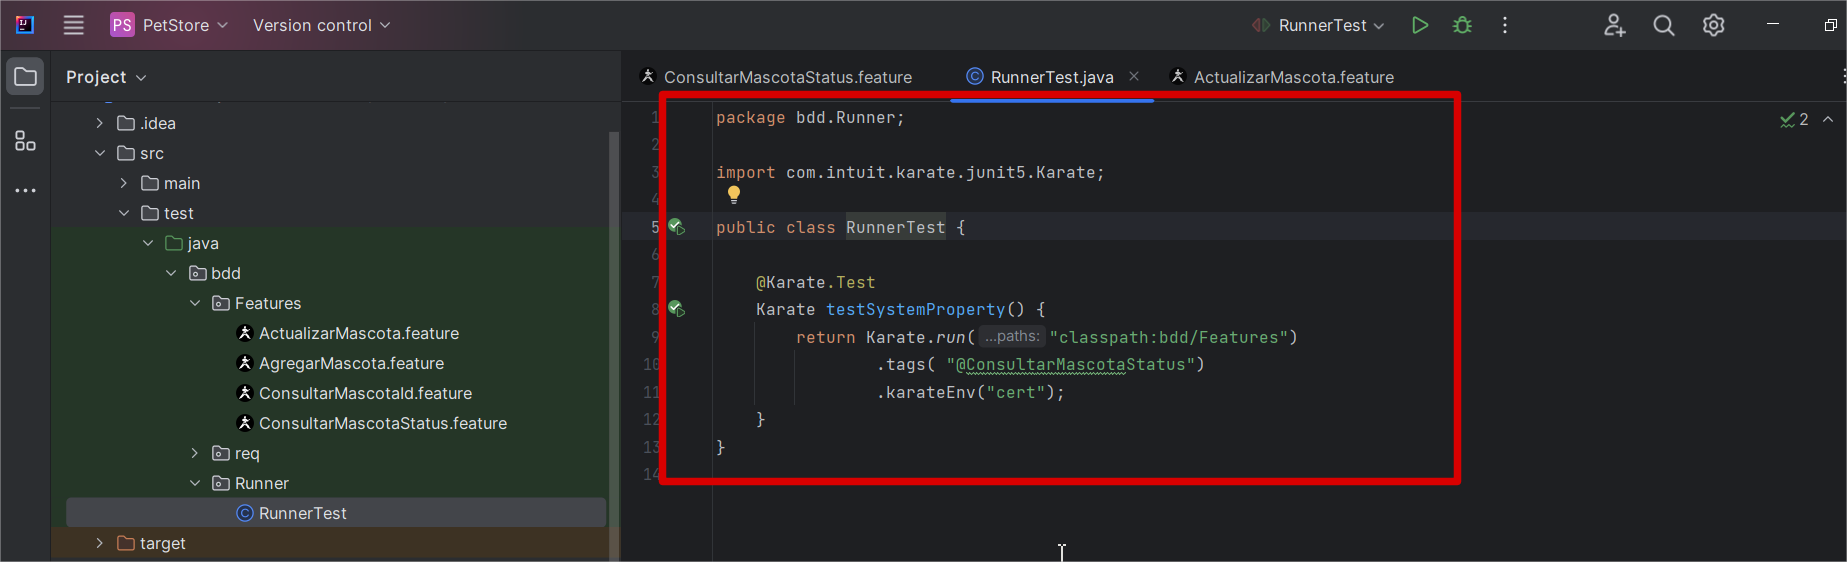 PS PetStore Version control RunnerTest
Project
ConsultarMascotaStatus.feature RunnerTest.java ActualizarMascota.feature
.idea
src
main
test
java
bdd
Features
ActualizarMascota.feature
AgregarMascota.feature
ConsultarMascotaId.feature
ConsultarMascotaStatus.feature
req
Runner
RunnerTest
target
1 package bdd.Runner;
2
3 import com.intuit.karate.junit5.Karate;
4
5 public class RunnerTest {
6
7 @Karate.Test
8 Karate testSystemProperty() {
9 return Karate.run( ...paths: "classpath:bdd/Features")
10 .tags( "@ConsultarMascotaStatus")
11 .karateEnv("cert");
12 }
13 }
14
2